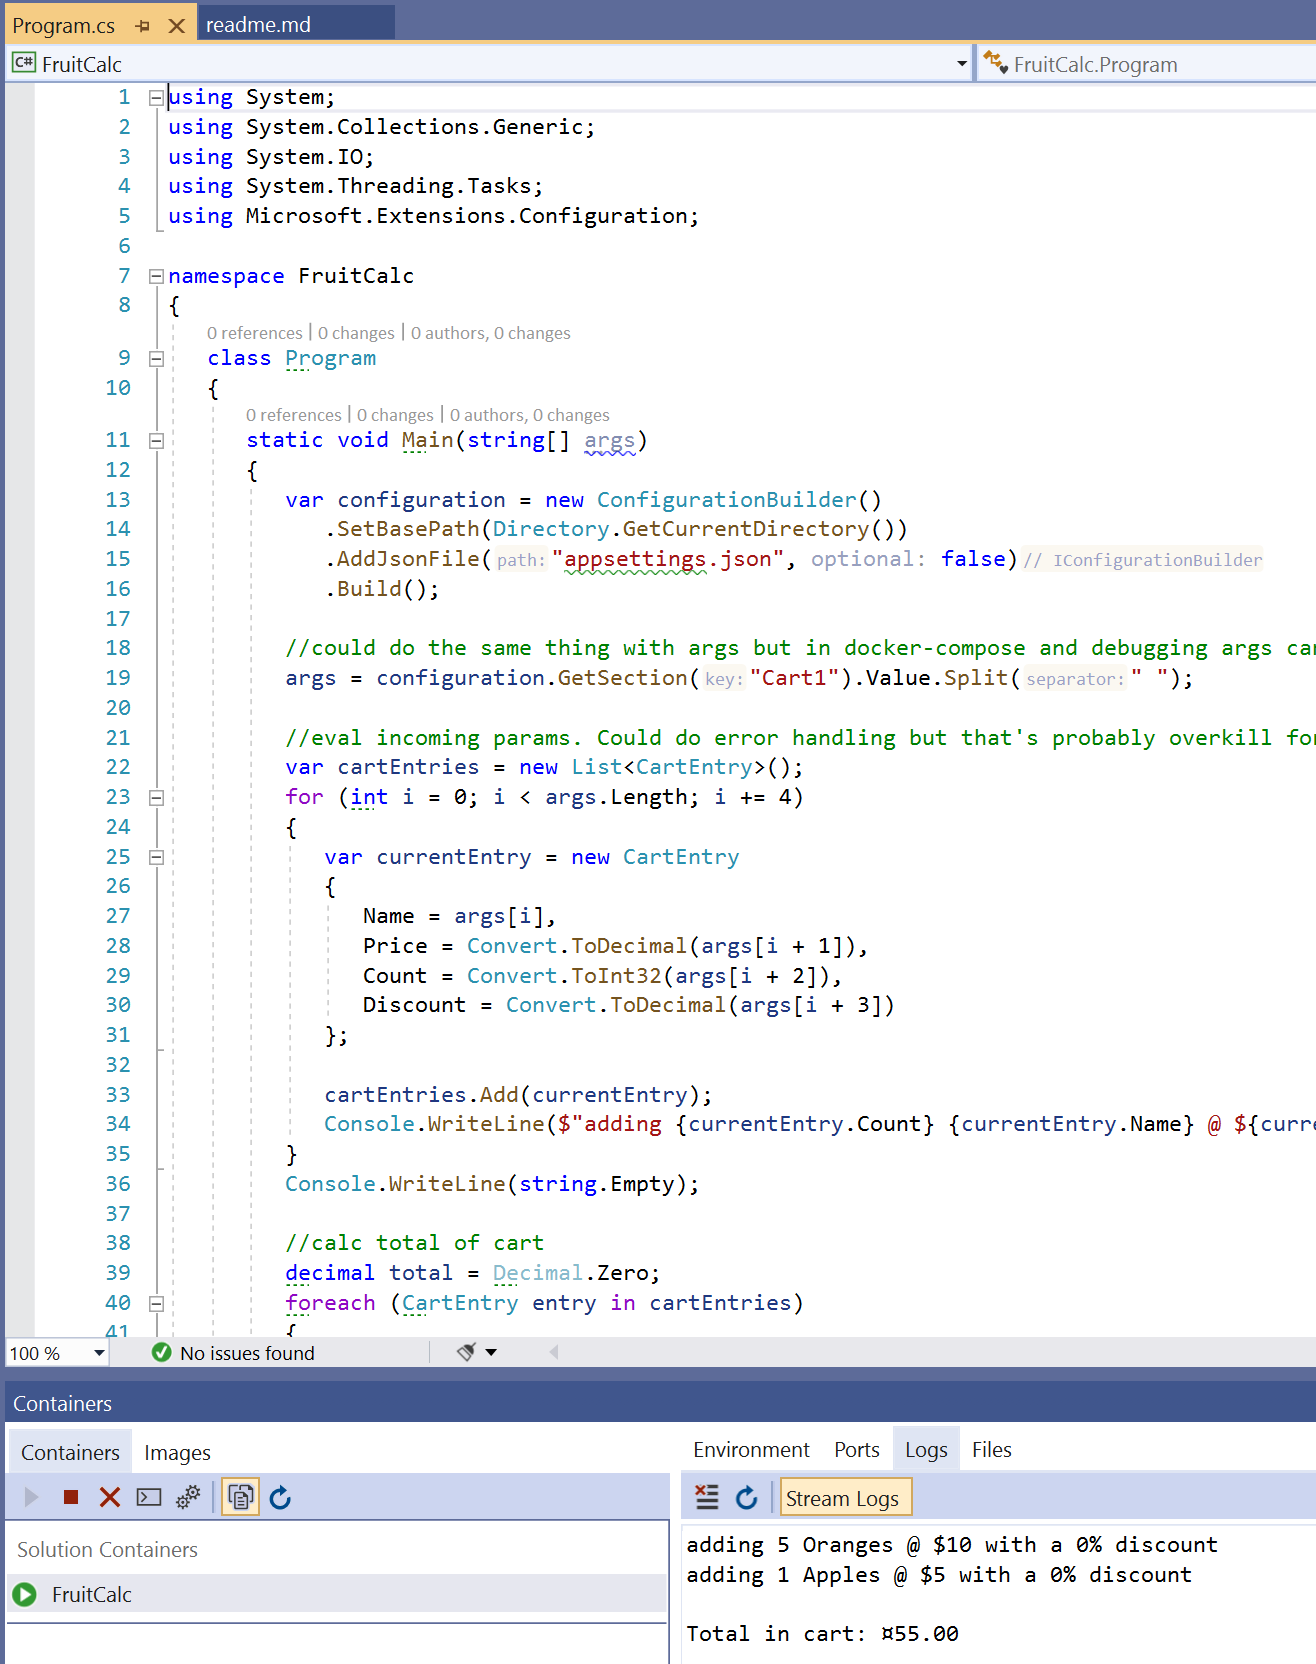 Program.cs readme.md
C# FruitCalc FruitCalc.Program
1 using System;
2 using System.Collections.Generic;
3 using System.IO;
4 using System.Threading.Tasks;
5 using Microsoft.Extensions.Configuration;
6
7 namespace FruitCalc
8 {
0 references | 0 changes | 0 authors, 0 changes
9 class Program
10 {
0 references | 0 changes | 0 authors, 0 changes
11 static void Main(string[] args)
12 {
13 var configuration = new ConfigurationBuilder()
14 .SetBasePath(Directory.GetCurrentDirectory())
15 .AddJsonFile( path: "appsettings.json", optional: false) // IConfigurationBuilder
16 .Build();
17
18 //could do the same thing with args but in docker-compose and debugging args ca
19 args = configuration.GetSection( key: "Cart1").Value.Split( separator: " ");
20
21 //eval incoming params. Could do error handling but that's probably overkill fo
22 var cartEntries = new List<CartEntry>();
23 for (int i = 0; i < args.Length; i += 4)
24 {
25 var currentEntry = new CartEntry
26 {
27 Name = args[i],
28 Price = Convert.ToDecimal(args[i + 1]),
29 Count = Convert.ToInt32(args[i + 2]),
30 Discount = Convert.ToDecimal(args[i + 3])
31 };
32
33 cartEntries.Add(currentEntry);
34 Console.WriteLine($"adding {currentEntry.Count} {currentEntry.Name} @ ${curr
35 }
36 Console.WriteLine(string.Empty);
37
38 //calc total of cart
39 decimal total = Decimal.Zero;
40 foreach (CartEntry entry in cartEntries)
41 {
100 % No issues found
Containers
Containers Images
Solution Containers
FruitCalc
Environment Ports Logs Files
Stream Logs
adding 5 Oranges @ $10 with a 0% discount
adding 1 Apples @ $5 with a 0% discount
Total in cart: ¤55.00